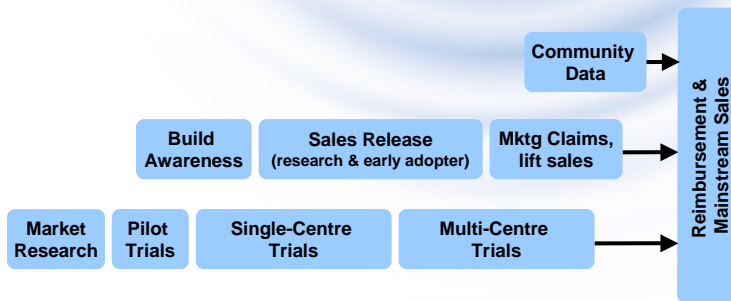 Community
Data
Build
Awareness
Sales Release
(research & early adopter)
Mktg Claims,
lift sales
Market
Research
Pilot
Trials
Single-Centre
Trials
Multi-Centre
Trials
Reimbursement &
Mainstream Sales